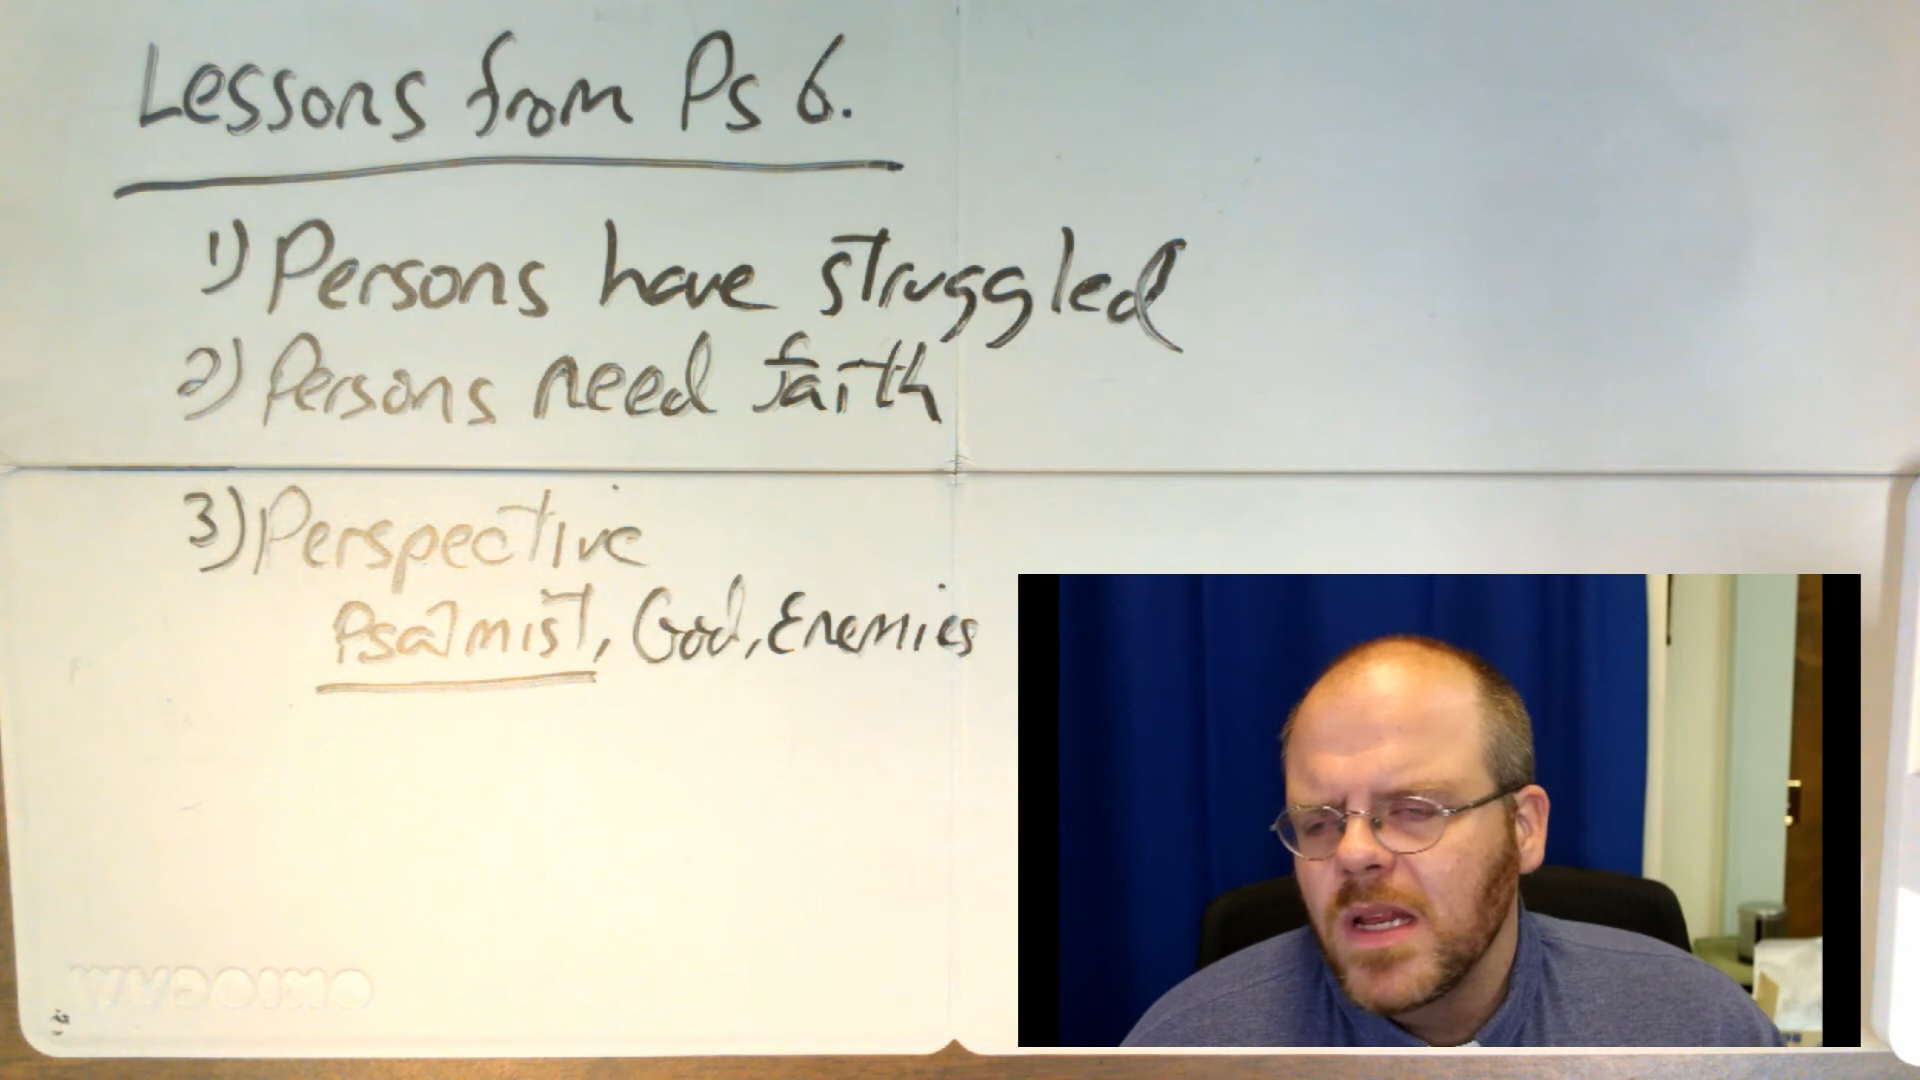 Lessons from Ps 6.
1) Persons have struggled
2) Persons need faith
3) Perspective
Psalmist, God, Enemies